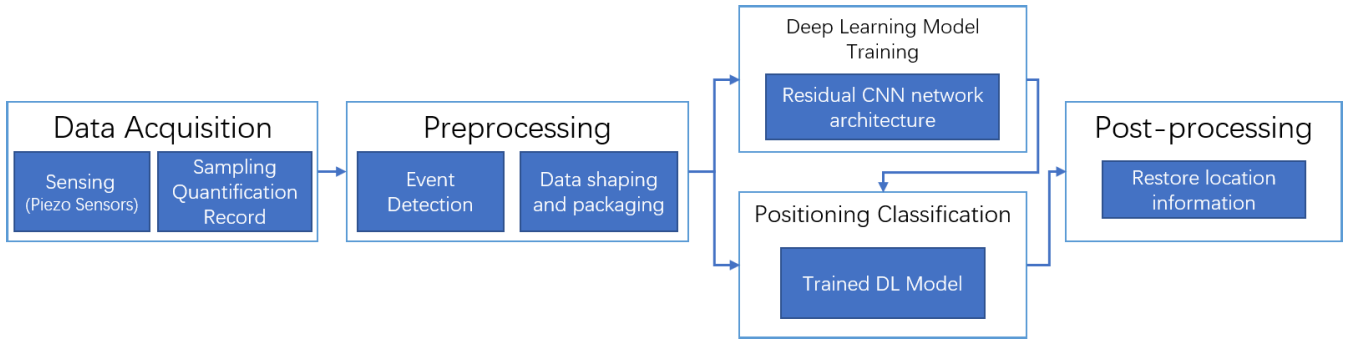 Data Acquisition
Sensing
(Piezo Sensors)
Sampling
Quantification
Record
Preprocessing
Event
Detection
Data shaping
and packaging
Deep Learning Model
Training
Residual CNN network
architecture
Positioning Classification
Trained DL Model
Post-processing
Restore location
information